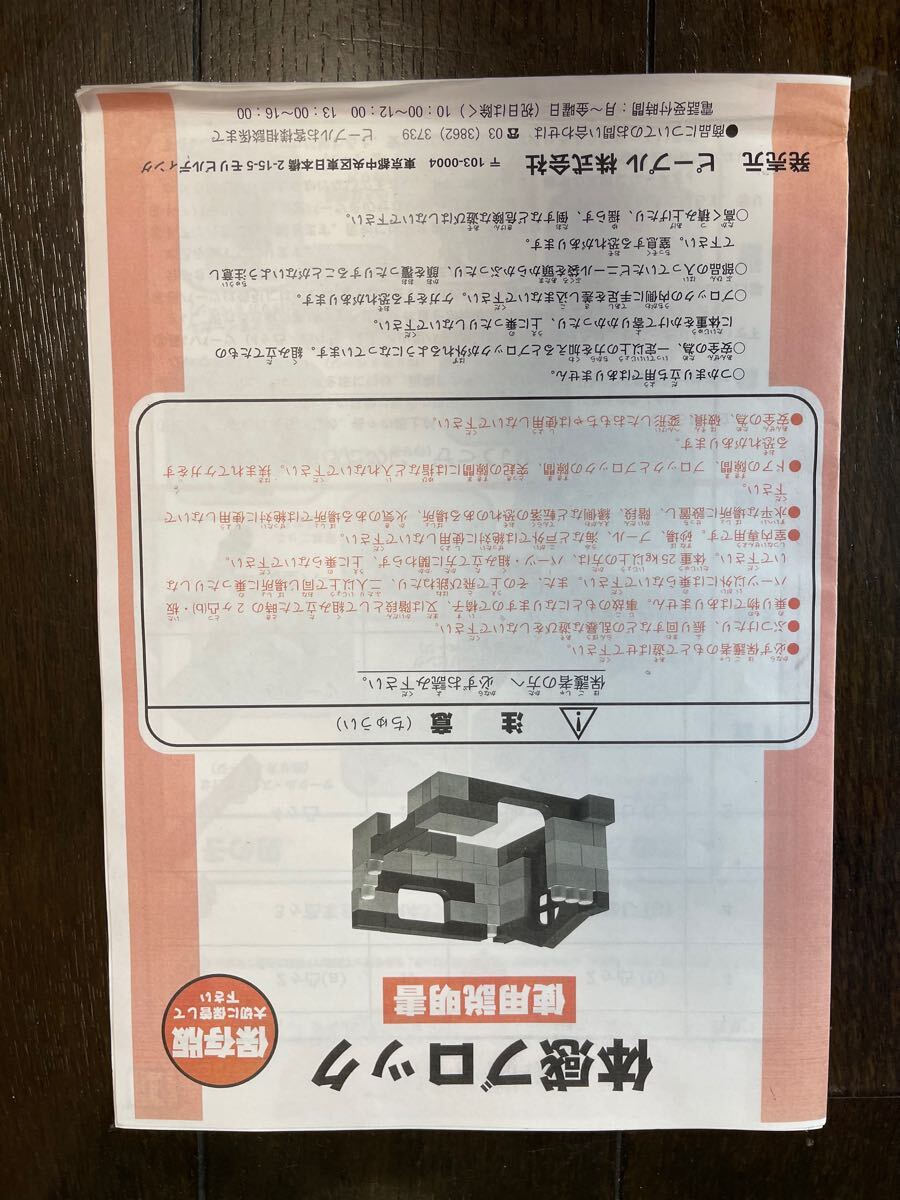 体感ブロック
使用説明書
保存版
大切に保管して
下さい
注意（ちゅうい）
保護者の方へ 必ずお読み下さい。
●必ず保護者のもとで遊ばせて下さい。
●ぶつけたり、振り回すなどの乱暴な遊びをしないで下さい。
●乗り物ではありません。事故のもとになりますので椅子、又は階段として組み立てた時の2ヶ凸(b)・板
パーツ以外には乗らないで下さい。また、その上で飛び跳ねたり、二人以上で同じ場所に乗ったりしな
いで下さい。体重25kg以上の方は、パーツ・組み立て方に関わらず、上に乗らないで下さい。
●室内専用です。砂場、プール、海など戸外では絶対に使用しないで下さい。
●水平な場所に設置し、階段、縁側など転落の恐れのある場所、火気のある場所では絶対に使用しないで
下さい。
●ドアの隙間、ブロックとブロックの隙間、突起の隙間には指などを入れないで下さい。挟まれてケガをす
る恐れがあります。
●安全の為、破損、変形したおもちゃは使用しないで下さい。
○つかまり立ち用ではありません。
○安全の為、一定以上の力を加えるとブロックが外れるようになっています。組み立てたもの
に体重をかけて寄りかかったり、上に乗ったりしないで下さい。
○ブロックの内側に手足を差し込まないで下さい。ケガをする恐れがあります。
○部品の入っていたビニール袋を頭からかぶったり、顔を覆ったりすることがないよう注意し
て下さい。窒息する恐れがあります。
○高く積み上げたり、揺らす、倒すなど危険な遊びはしないで下さい。
発売元 ピープル株式会社 〒103-0004 東京都中央区東日本橋2-15-5モリビルディング
●商品についてのお問い合わせは ☎ 03 (3862) 3739 ピープルお客様相談係まで
電話受付時間：月〜金曜日（祝日は除く）10：00〜12：00 13：00〜16：00